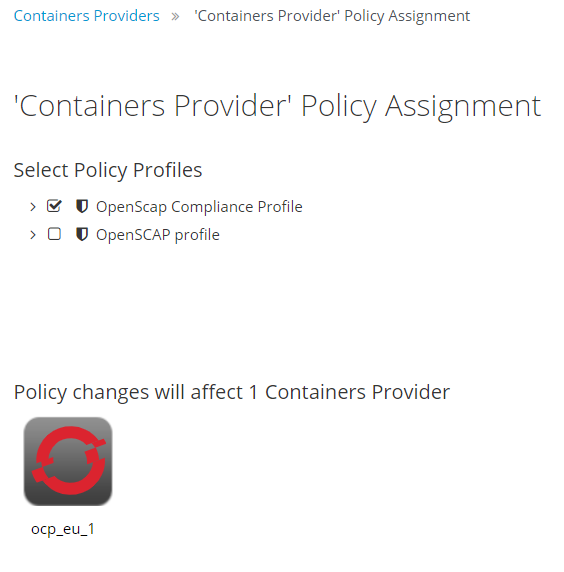 Containers Providers » 'Containers Provider' Policy Assignment
'Containers Provider' Policy Assignment
Select Policy Profiles
OpenScap Compliance Profile
OpenSCAP profile
Policy changes will affect 1 Containers Provider
ocp_eu_1